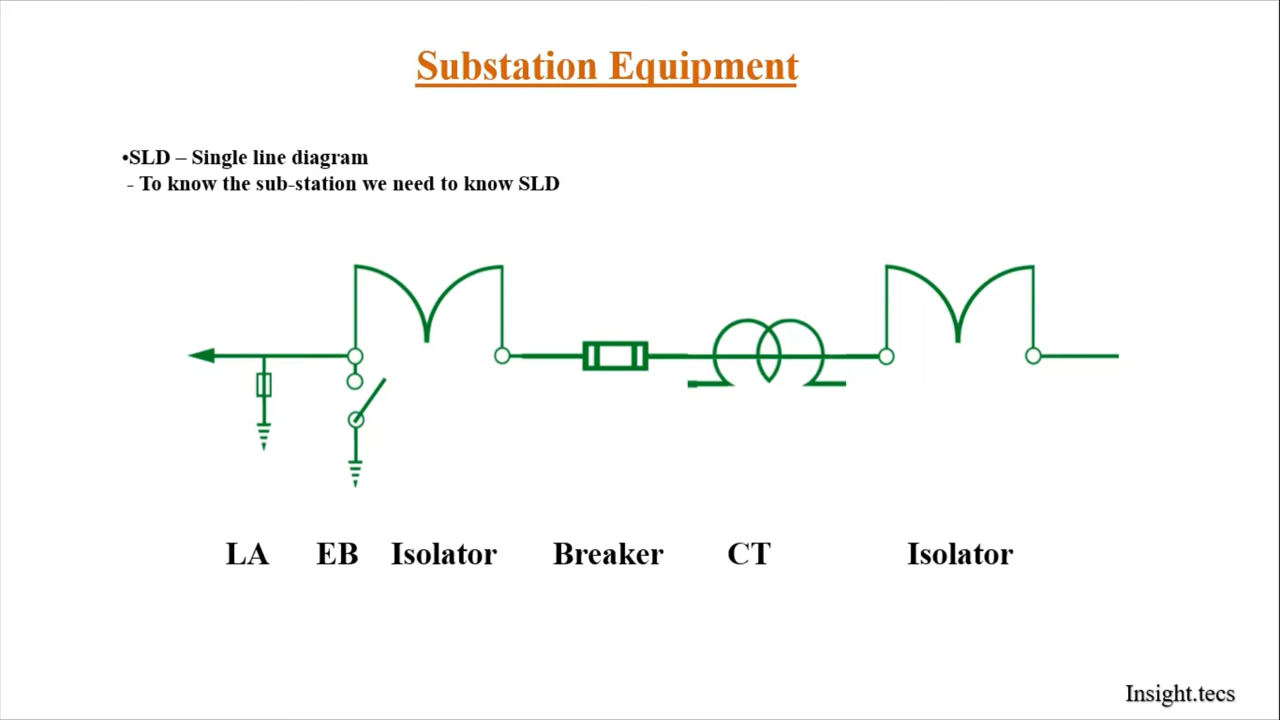 Substation Equipment
•SLD – Single line diagram
- To know the sub-station we need to know SLD
LA EB Isolator Breaker CT Isolator
Insight.tecs